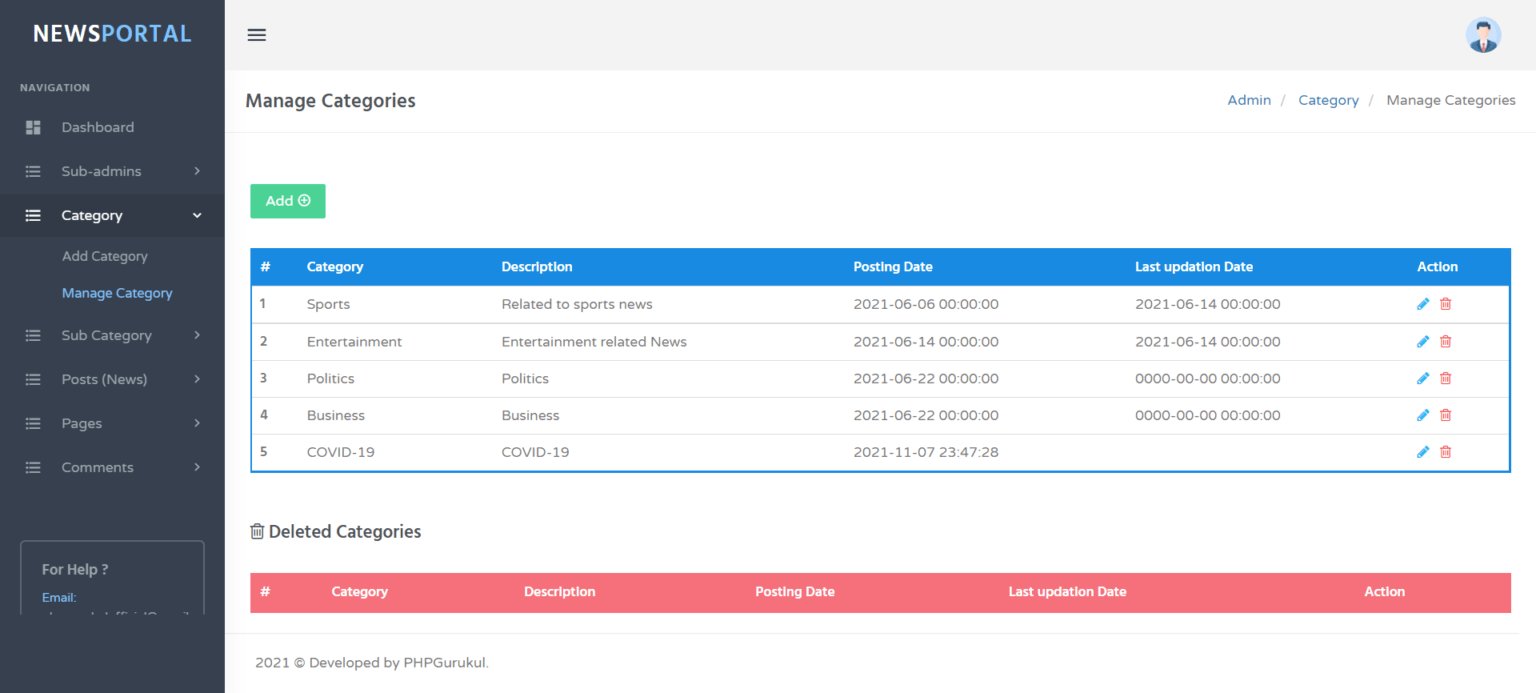 NEWSPORTAL
NAVIGATION
Dashboard
Sub-admins
Category
Add Category
Manage Category
Sub Category
Posts (News)
Pages
Comments
For Help ?
Email:
Manage Categories
Admin / Category / Manage Categories
Add
# Category Description Posting Date Last updation Date Action
1 Sports Related to sports news 2021-06-06 00:00:00 2021-06-14 00:00:00
2 Entertainment Entertainment related News 2021-06-14 00:00:00 2021-06-14 00:00:00
3 Politics Politics 2021-06-22 00:00:00 0000-00-00 00:00:00
4 Business Business 2021-06-22 00:00:00 0000-00-00 00:00:00
5 COVID-19 COVID-19 2021-11-07 23:47:28
Deleted Categories
# Category Description Posting Date Last updation Date Action
2021 © Developed by PHPGurukul.